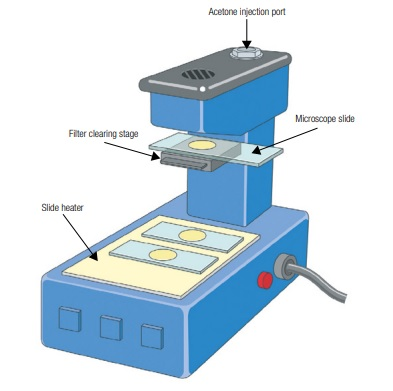 Acetone injection port
Microscope slide
Filter clearing stage
Slide heater